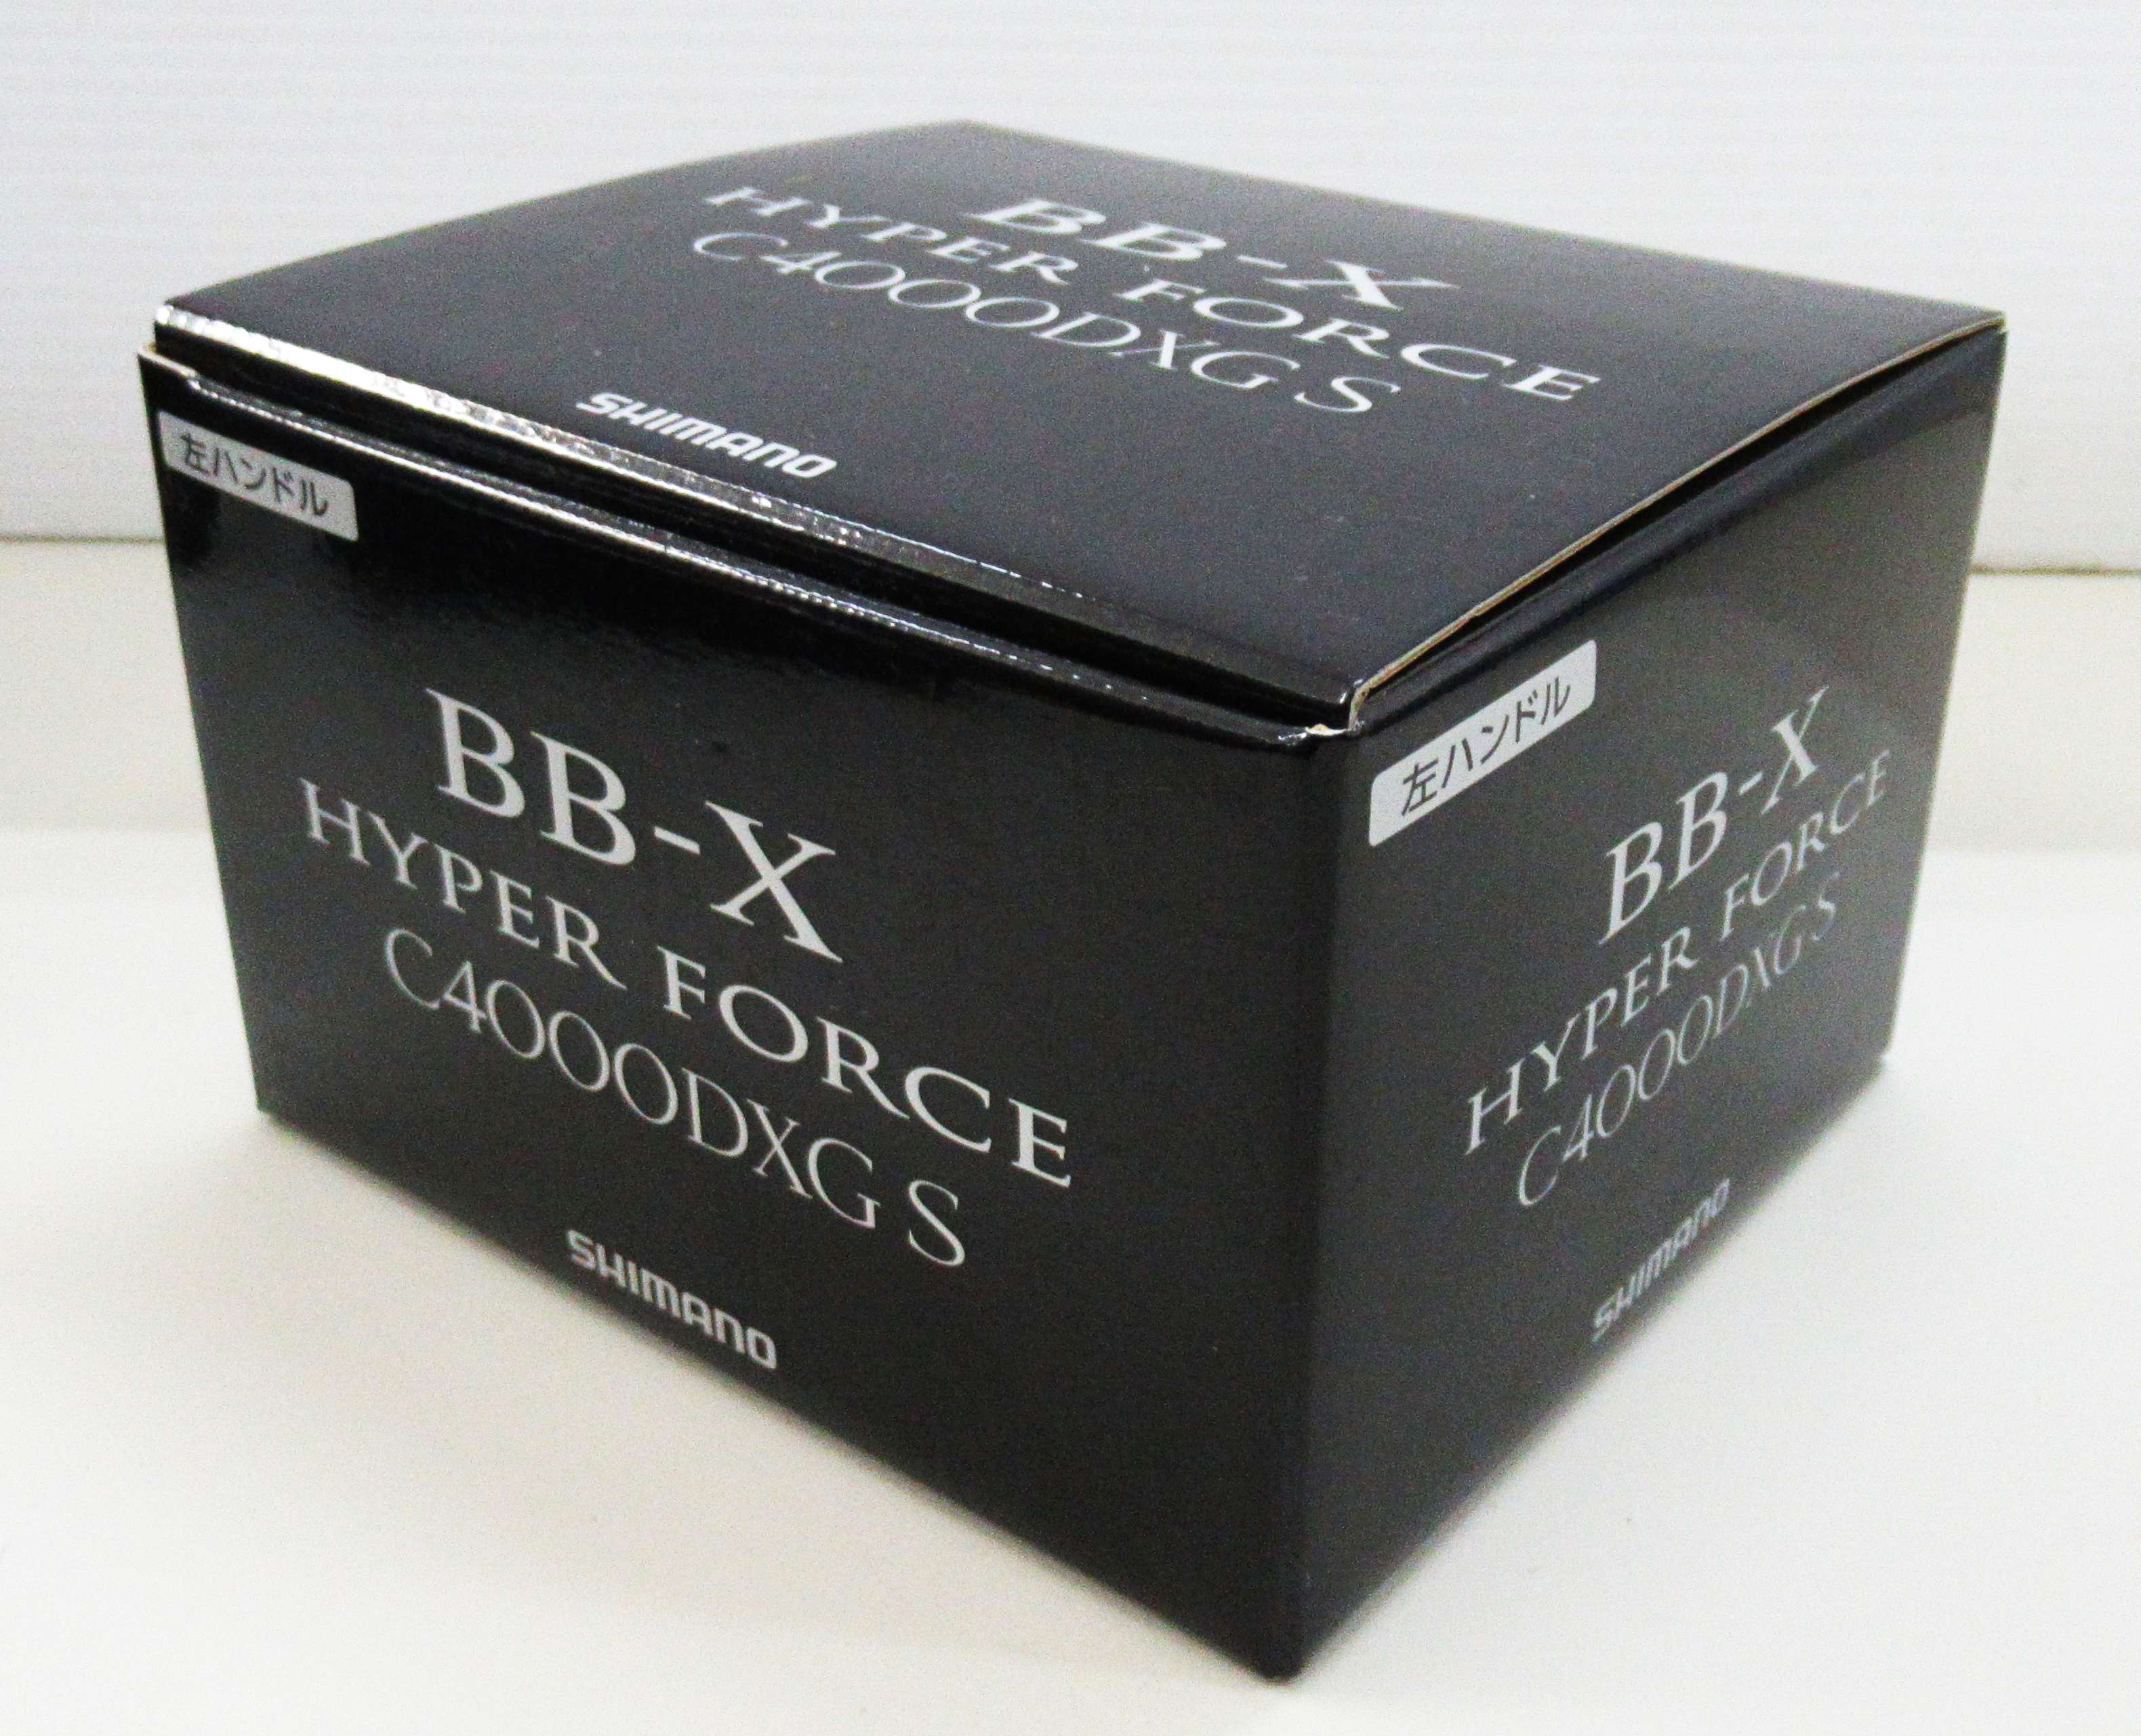 BB-X
HYPER FORCE
C4000DXG S
SHIMANO
左ハンドル
BB-X
HYPER FORCE
C4000DXG S
SHIMANO
左ハンドル
BB-X
HYPER FORCE
C4000DXG S
SHIMANO